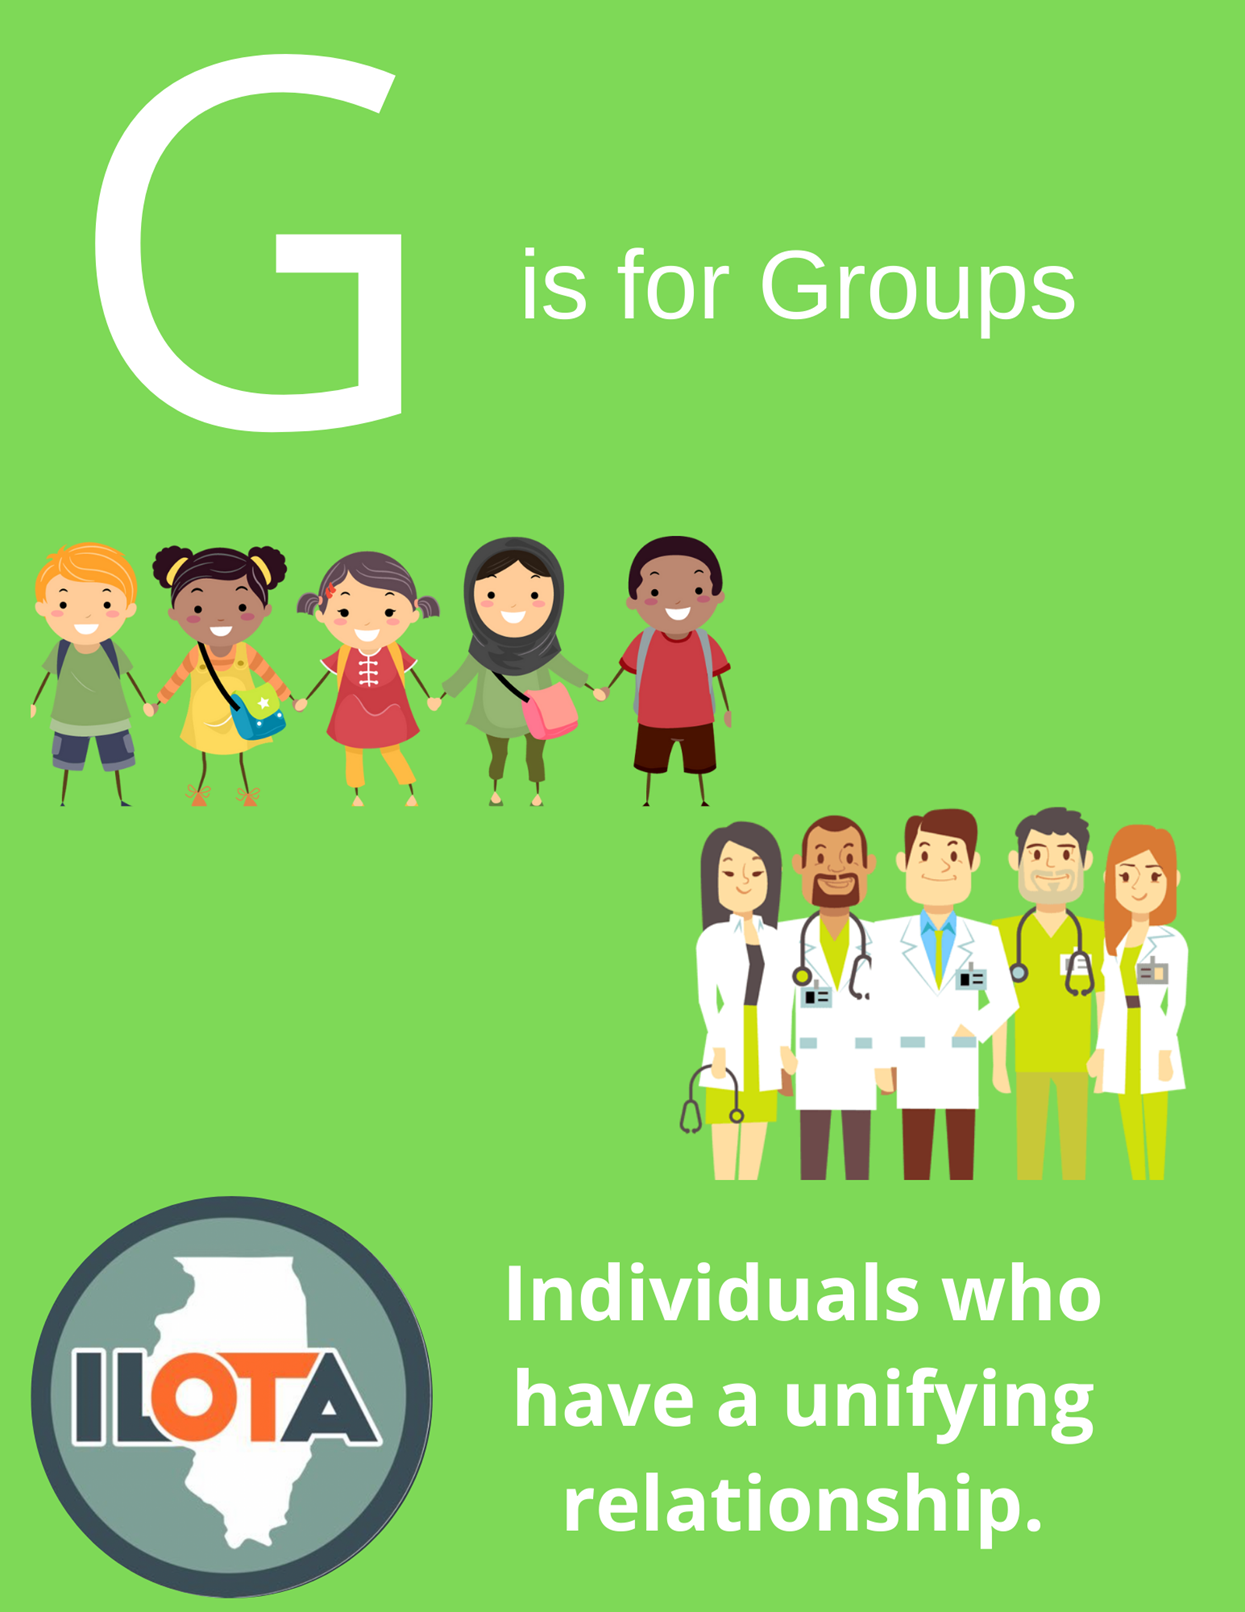 G
is for Groups
ILOTA
Individuals who
have a unifying
relationship.